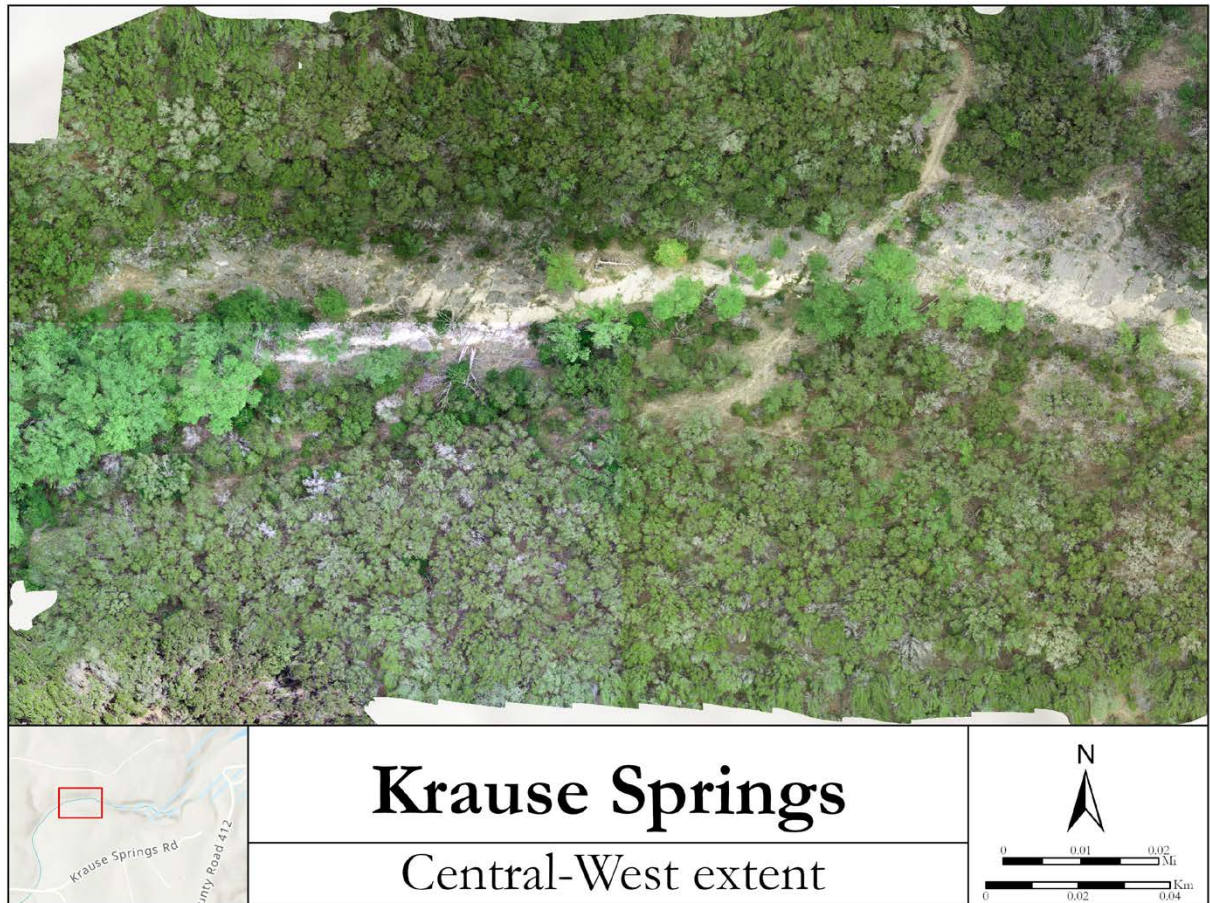 Krause Springs Rd
unty Road 412
Krause Springs
Central-West extent
N
0 0.01 0.02
Mi
Km
0 0.02 0.04